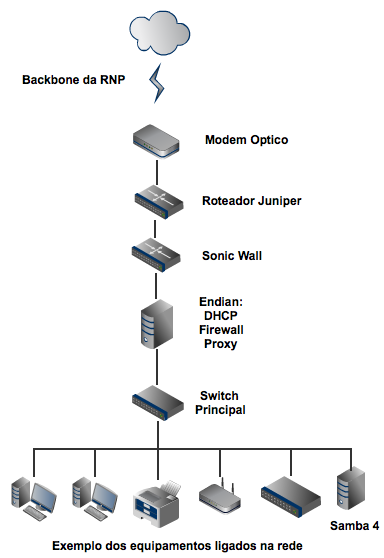 Backbone da RNP
Modem Optico
Roteador Juniper
Sonic Wall
Endian:
DHCP
Firewall
Proxy
Switch
Principal
Samba 4
Exemplo dos equipamentos ligados na rede